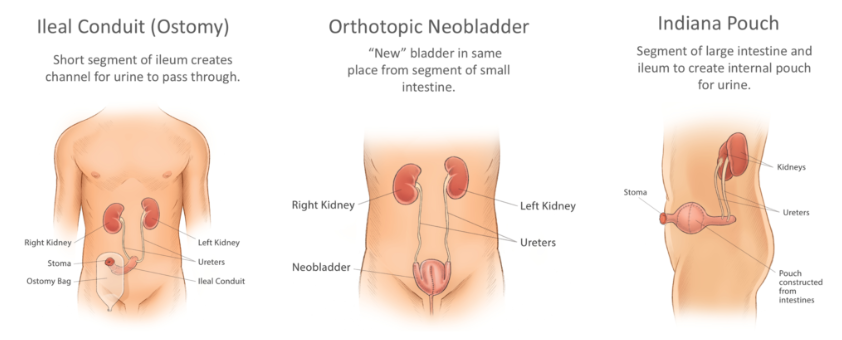 Ileal Conduit (Ostomy)
Short segment of ileum creates
channel for urine to pass through.
Right Kidney
Left Kidney
Stoma
Ureters
Ostomy Bag
Ileal Conduit
Orthotopic Neobladder
“New” bladder in same
place from segment of small
intestine.
Right Kidney
Left Kidney
Ureters
Neobladder
Indiana Pouch
Segment of large intestine and
ileum to create internal pouch
for urine.
Kidneys
Stoma
Ureters
Pouch
constructed
from
intestines